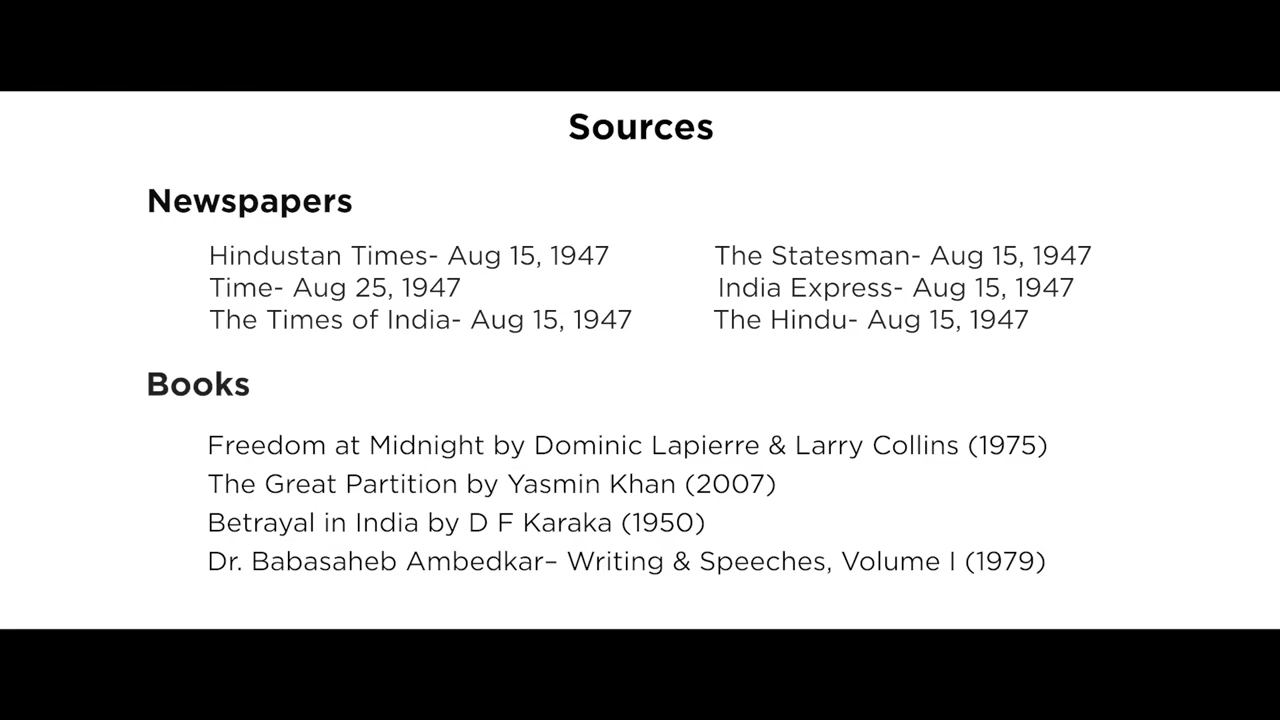 Sources
Newspapers
Hindustan Times- Aug 15, 1947
Time- Aug 25, 1947
The Times of India- Aug 15, 1947
The Statesman- Aug 15, 1947
India Express- Aug 15, 1947
The Hindu- Aug 15, 1947
Books
Freedom at Midnight by Dominic Lapierre & Larry Collins (1975)
The Great Partition by Yasmin Khan (2007)
Betrayal in India by D F Karaka (1950)
Dr. Babasaheb Ambedkar– Writing & Speeches, Volume I (1979)